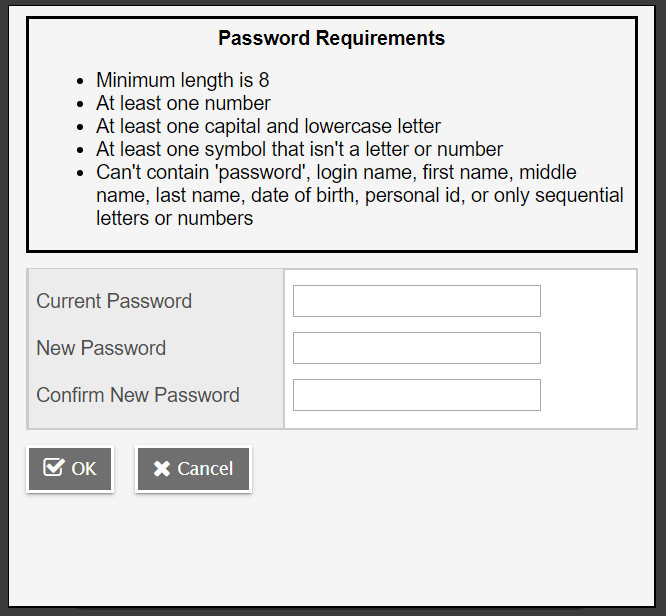 Password Requirements
• Minimum length is 8
• At least one number
• At least one capital and lowercase letter
• At least one symbol that isn't a letter or number
• Can't contain 'password', login name, first name, middle
name, last name, date of birth, personal id, or only sequential
letters or numbers
Current Password
New Password
Confirm New Password
OK
Cancel